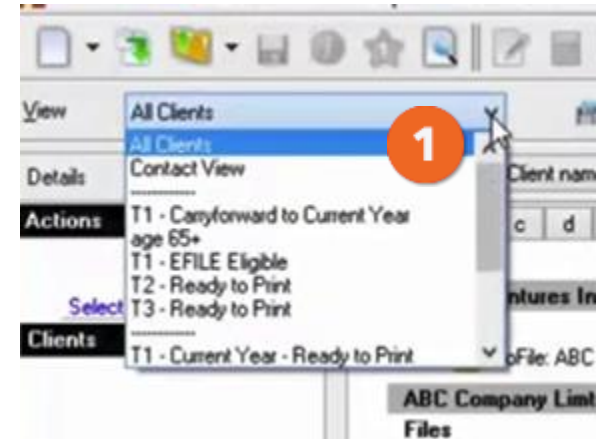 View All Clients
All Clients
1
Contact View
Details
Client nam
----------
T1 - Carryforward to Current Year
Actions
c d
age 65+
T1 - EFILE Eligible
T2 - Ready to Print
ntures In
Select
T3 - Ready to Print
----------
Clients
T1 - Current Year - Ready to Print
oFile: ABC
ABC Company Limt
Files